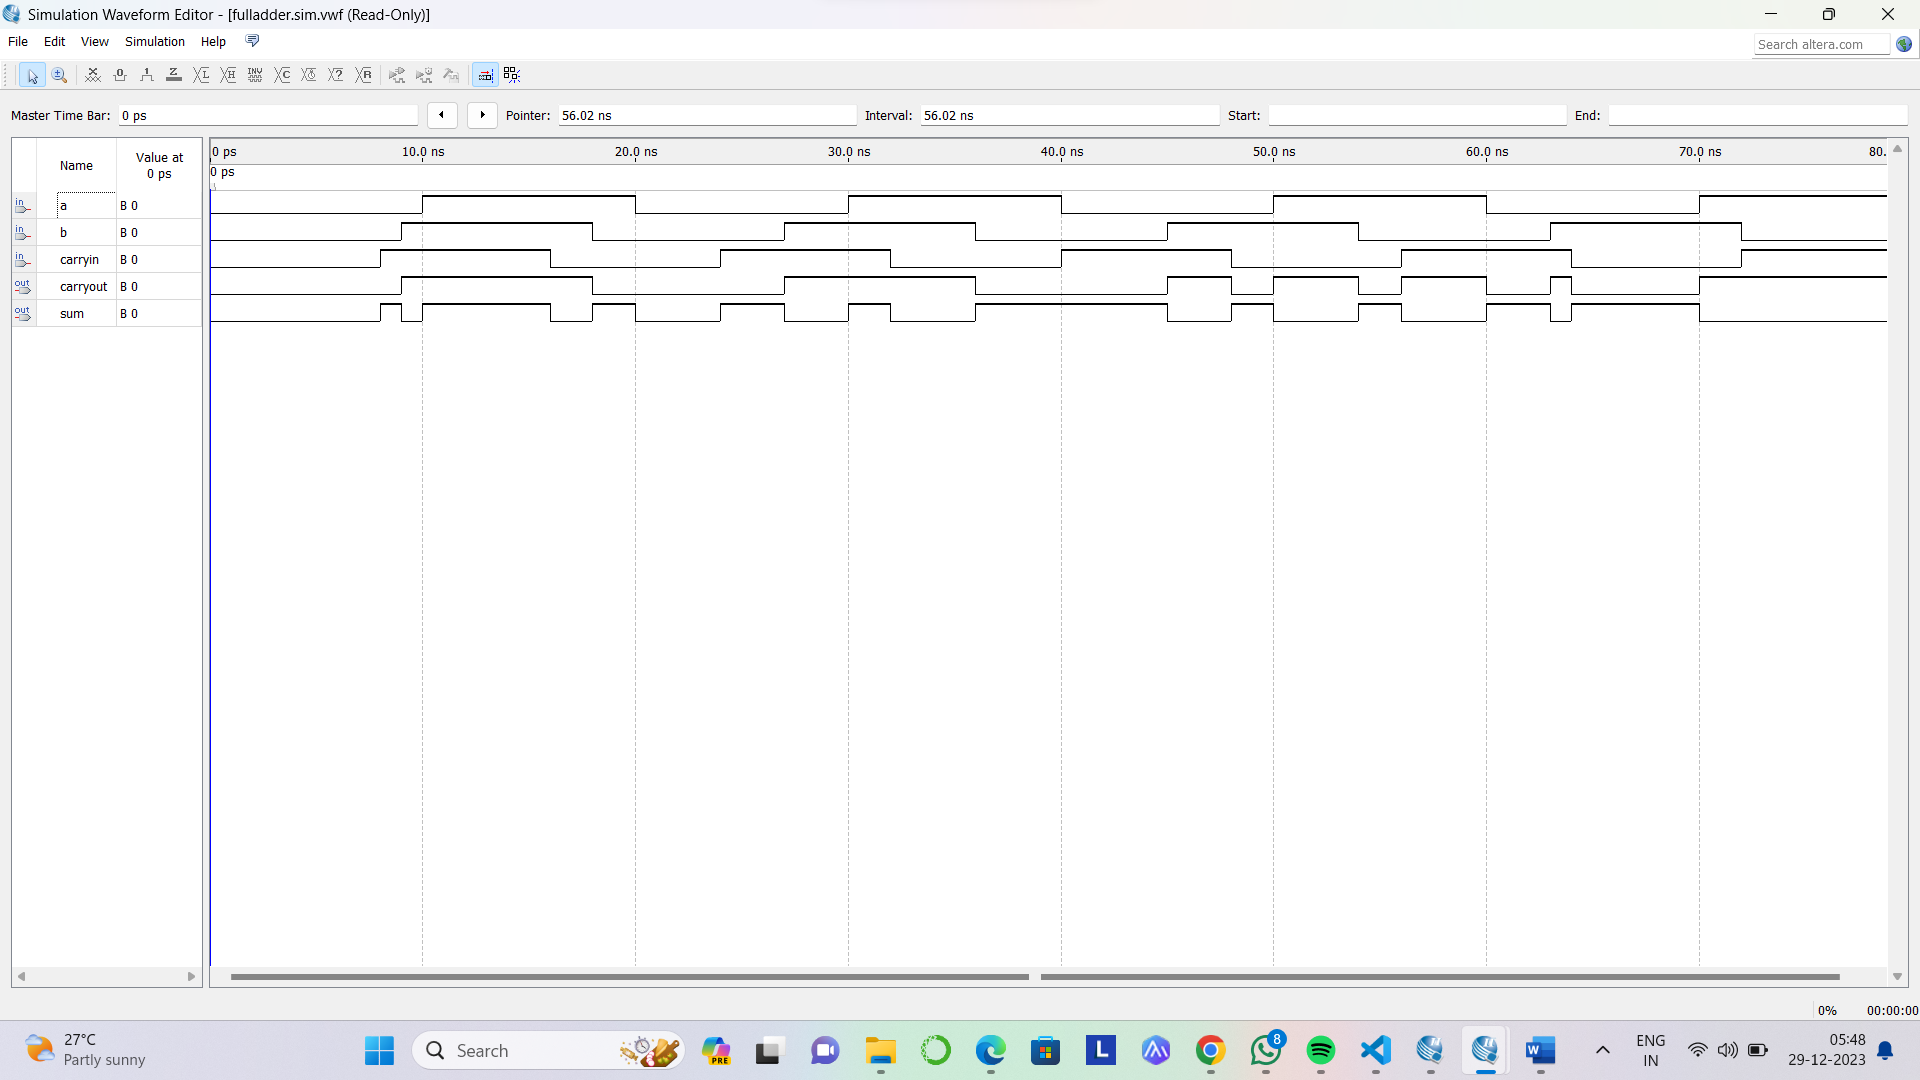 Simulation Waveform Editor - [fulladder.sim.vwf (Read-Only)]
File Edit View Simulation Help
Search altera.com
Master Time Bar: 0 ps Pointer: 56.02 ns Interval: 56.02 ns Start: End:
Name Value at 0 ps
0 ps 10.0 ns 20.0 ns 30.0 ns 40.0 ns 50.0 ns 60.0 ns 70.0 ns 80.
0 ps
in a B 0
in b B 0
in carryin B 0
out carryout B 0
out sum B 0
0% 00:00:00
27°C
Partly sunny
Search
PRE
L
8
ENG
IN
05:48
29-12-2023